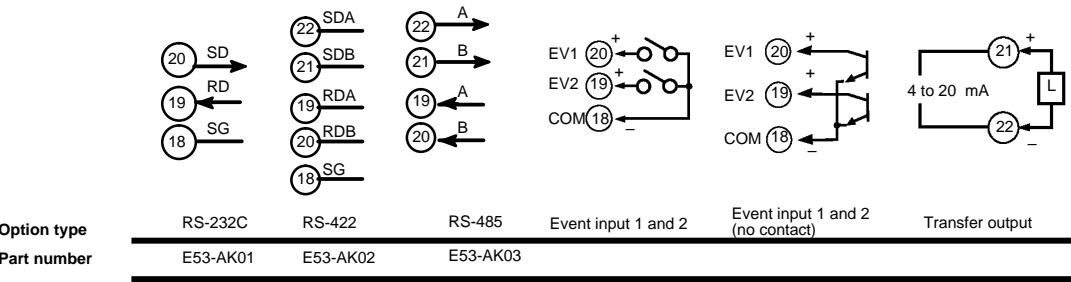 20 SD
19 RD
18 SG
22 SDA
21 SDB
19 RDA
20 RDB
18 SG
22 A
21 B
19 A
20 B
EV1 20 +
EV2 19 +
COM 18 –
EV1 20 +
EV2 19 +
COM 18 –
21 +
4 to 20 mA L
22 –
Option type RS-232C RS-422 RS-485 Event input 1 and 2 Event input 1 and 2 (no contact) Transfer output
Part number E53-AK01 E53-AK02 E53-AK03